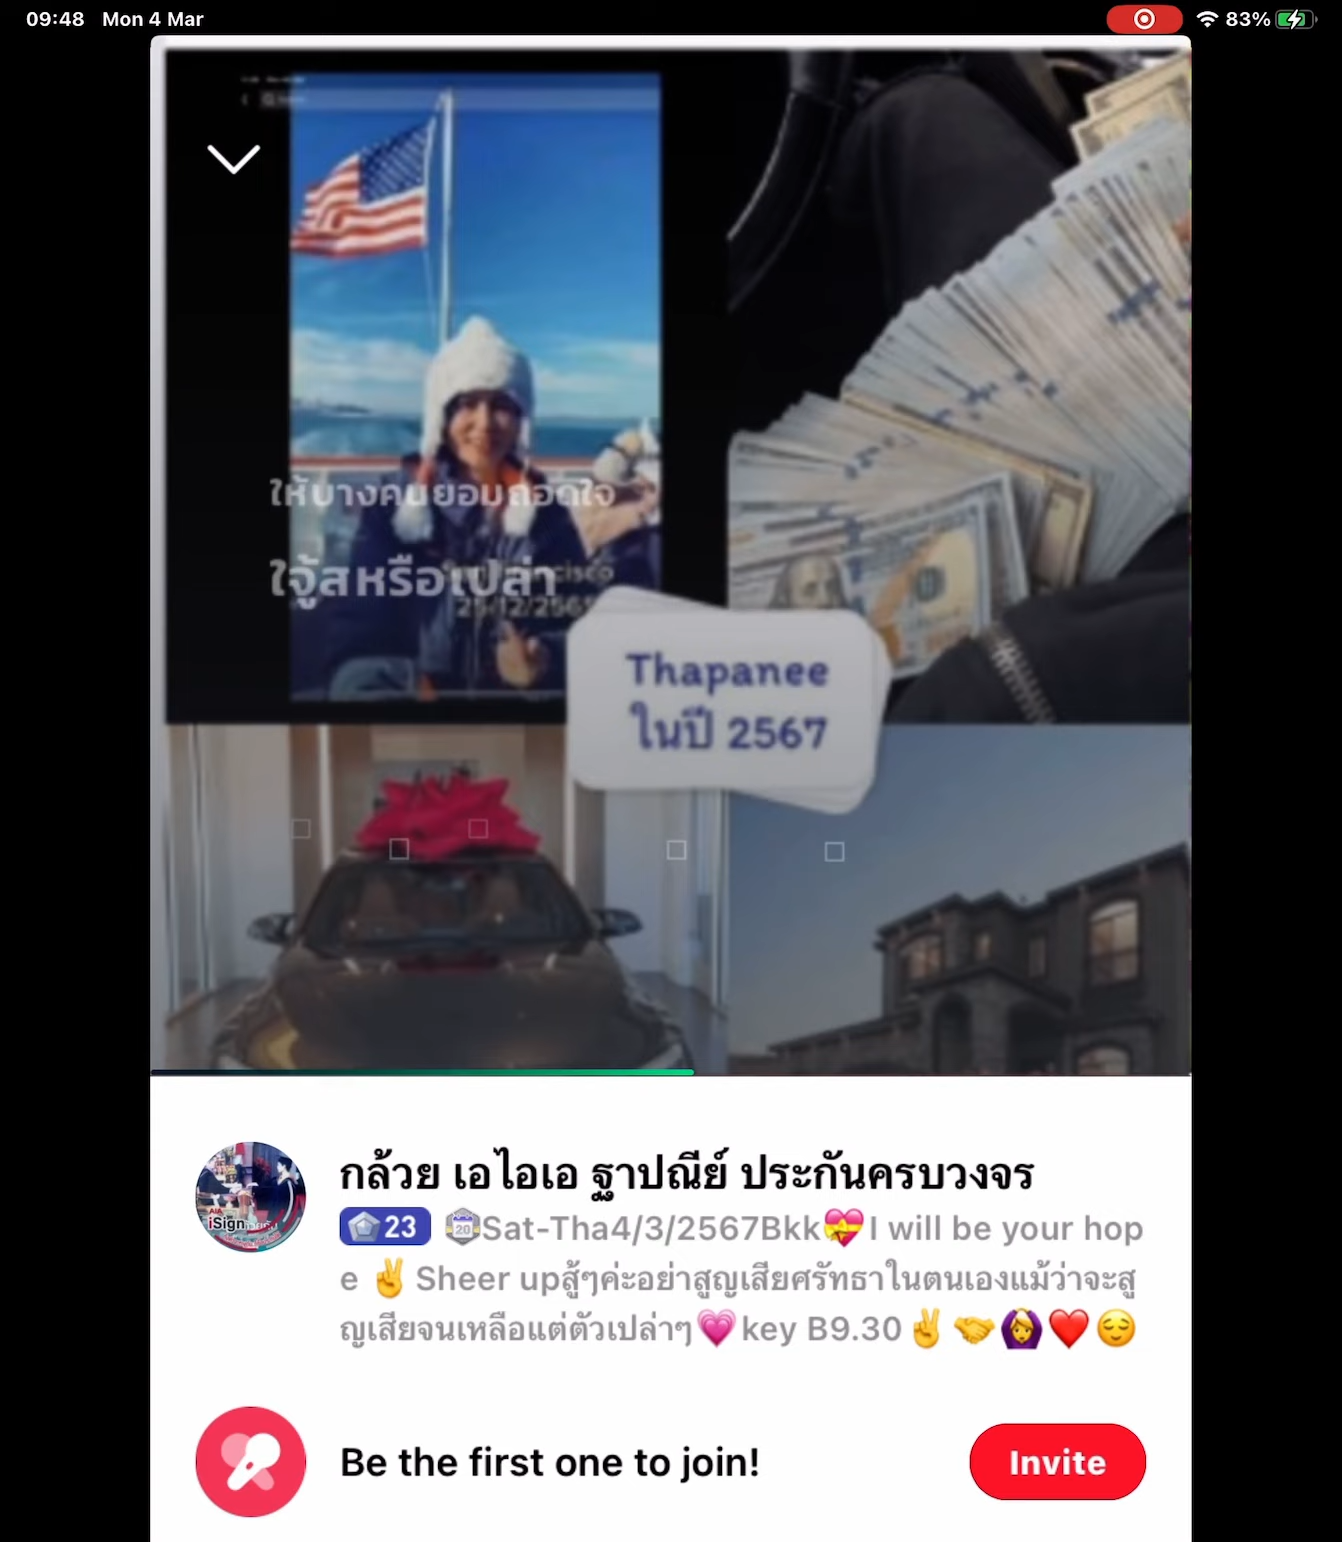 09:48 Mon 4 Mar
83%
ให้บางคนยอมถอดใจ
ใจู้สหรือเปล่า
25/12/256
Thapanee
ในปี 2567
กล้วย เอไอเอ ฐาปณีย์ ประกันครบวงจร
23 20 Sat-Tha4/3/2567Bkk💝I will be your hop
e ✌️ Sheer upสู้ๆค่ะอย่าสูญเสียศรัทธาในตนเองแม้ว่าจะสู
ญเสียจนเหลือแต่ตัวเปล่าๆ💗key B9.30✌️🤝🙆‍♀️❤️😌
AIA
iSign
Be the first one to join!
Invite